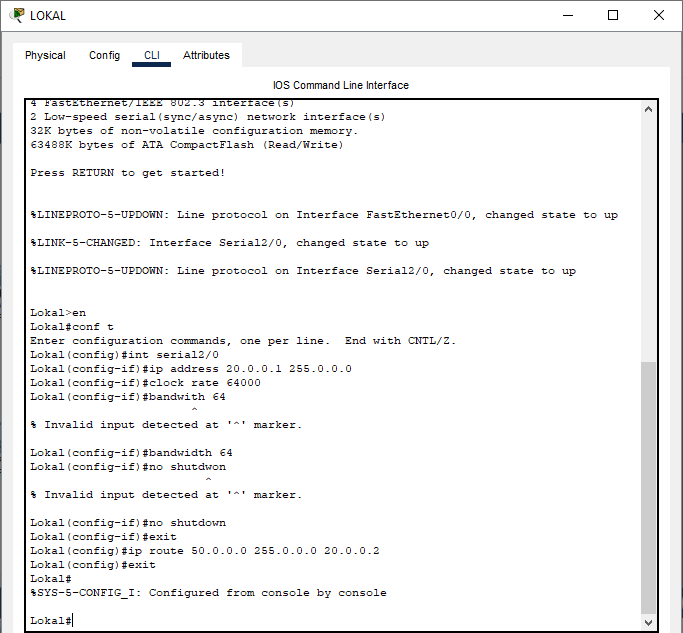 LOKAL
Physical Config CLI Attributes
IOS Command Line Interface
4 FastEthernet/IEEE 802.3 interface(s)
2 Low-speed serial(sync/async) network interface(s)
32K bytes of non-volatile configuration memory.
63488K bytes of ATA CompactFlash (Read/Write)
Press RETURN to get started!
%LINEPROTO-5-UPDOWN: Line protocol on Interface FastEthernet0/0, changed state to up
%LINK-5-CHANGED: Interface Serial2/0, changed state to up
%LINEPROTO-5-UPDOWN: Line protocol on Interface Serial2/0, changed state to up
Lokal>en
Lokal#conf t
Enter configuration commands, one per line.  End with CNTL/Z.
Lokal(config)#int serial2/0
Lokal(config-if)#ip address 20.0.0.1 255.0.0.0
Lokal(config-if)#clock rate 64000
Lokal(config-if)#bandwith 64
^
% Invalid input detected at '^' marker.
Lokal(config-if)#bandwidth 64
Lokal(config-if)#no shutdwon
^
% Invalid input detected at '^' marker.
Lokal(config-if)#no shutdown
Lokal(config-if)#exit
Lokal(config)#ip route 50.0.0.0 255.0.0.0 20.0.0.2
Lokal(config)#exit
Lokal#
%SYS-5-CONFIG_I: Configured from console by console
Lokal#